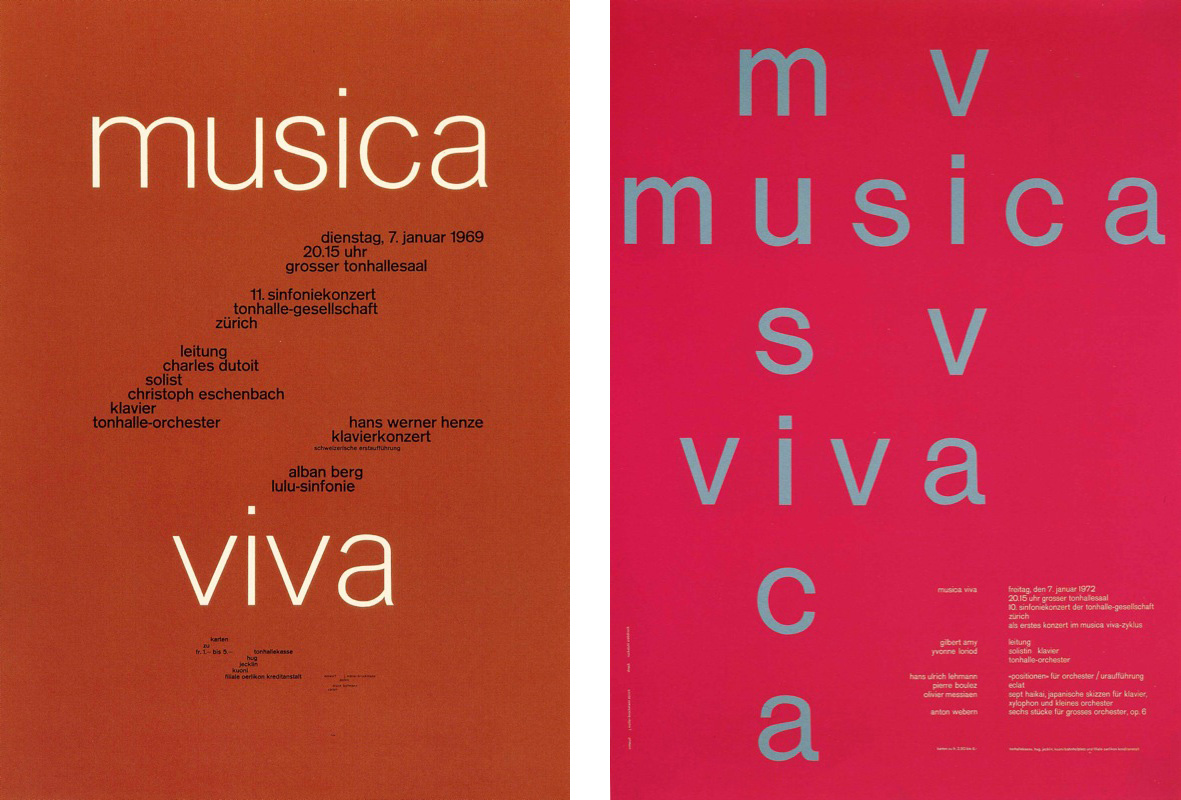 musica
dienstag, 7. januar 1969
20.15 uhr
grosser tonhallesaal
11. sinfoniekonzert
tonhalle-gesellschaft
zürich
leitung
charles dutoit
solist
christoph eschenbach
klavier
tonhalle-orchester
hans werner henze
klavierkonzert
schweizerische erstaufführung
alban berg
lulu-sinfonie
viva
karten
zu
fr. 1.– bis 5.– tonhallekasse
hug
jecklin
kuoni
filiale oerlikon kreditanstalt
m v
musica
s v
viva
c
a
musica viva freitag, den 7. januar 1972
20.15 uhr grosser tonhallesaal
10. sinfoniekonzert der tonhalle-gesellschaft
zürich
als erstes konzert im musica viva-zyklus
gilbert amy leitung
yvonne loriod solistin klavier
tonhalle-orchester
hans ulrich lehmann «positionen» für orchester / uraufführung
pierre boulez eclat
olivier messiaen sept haikai, japanische skizzen für klavier,
xylophon und kleines orchester
anton webern sechs stücke für grosses orchester, op. 6